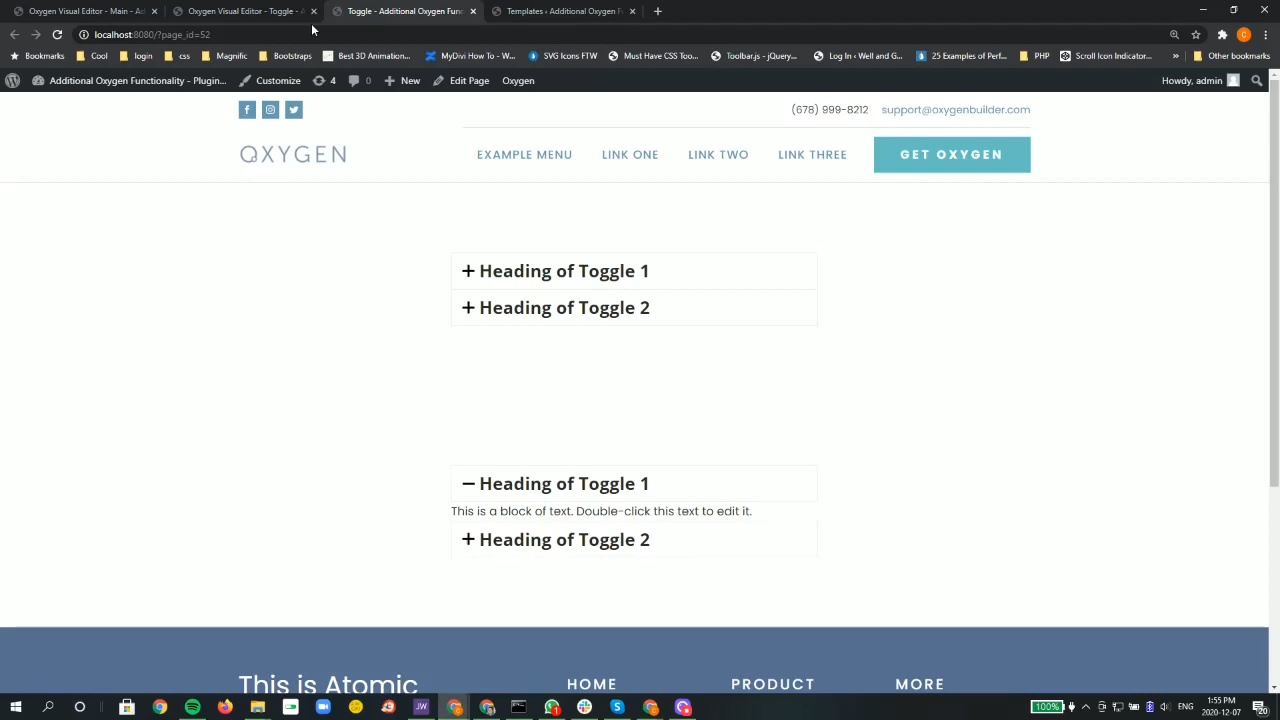 Oxygen Visual Editor - Main - Ad
Oxygen Visual Editor - Toggle - A
Toggle - Additional Oxygen Func
Templates ‹ Additional Oxygen F
localhost:8080/?page_id=52
Bookmarks
Cool
login
css
Magnific
Bootstraps
Best 3D Animation...
MyDivi How To - W...
SVG Icons FTW
Must Have CSS Too...
Toolbar.js - jQuery...
Log In ‹ Well and G...
25 Examples of Perf...
PHP
Scroll Icon Indicator...
»
Other bookmarks
Additional Oxygen Functionality - Plugin...
Customize
4
0
New
Edit Page
Oxygen
Howdy, admin
(678) 999-8212
support@oxygenbuilder.com
OXYGEN
EXAMPLE MENU
LINK ONE
LINK TWO
LINK THREE
GET OXYGEN
Heading of Toggle 1
Heading of Toggle 2
Heading of Toggle 1
This is a block of text. Double-click this text to edit it.
Heading of Toggle 2
This is Atomic
HOME
PRODUCT
MORE
100%
ENG
1:55 PM
2020-12-07
20